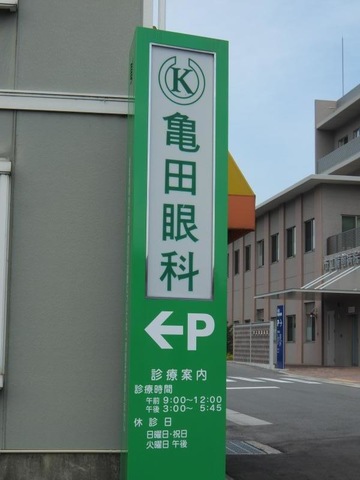 K
亀田眼科
←P
診療案内
診療時間
午前 9:00~12:00
午後 3:00~ 5:45
休診日
日曜日・祝日
火曜日 午後